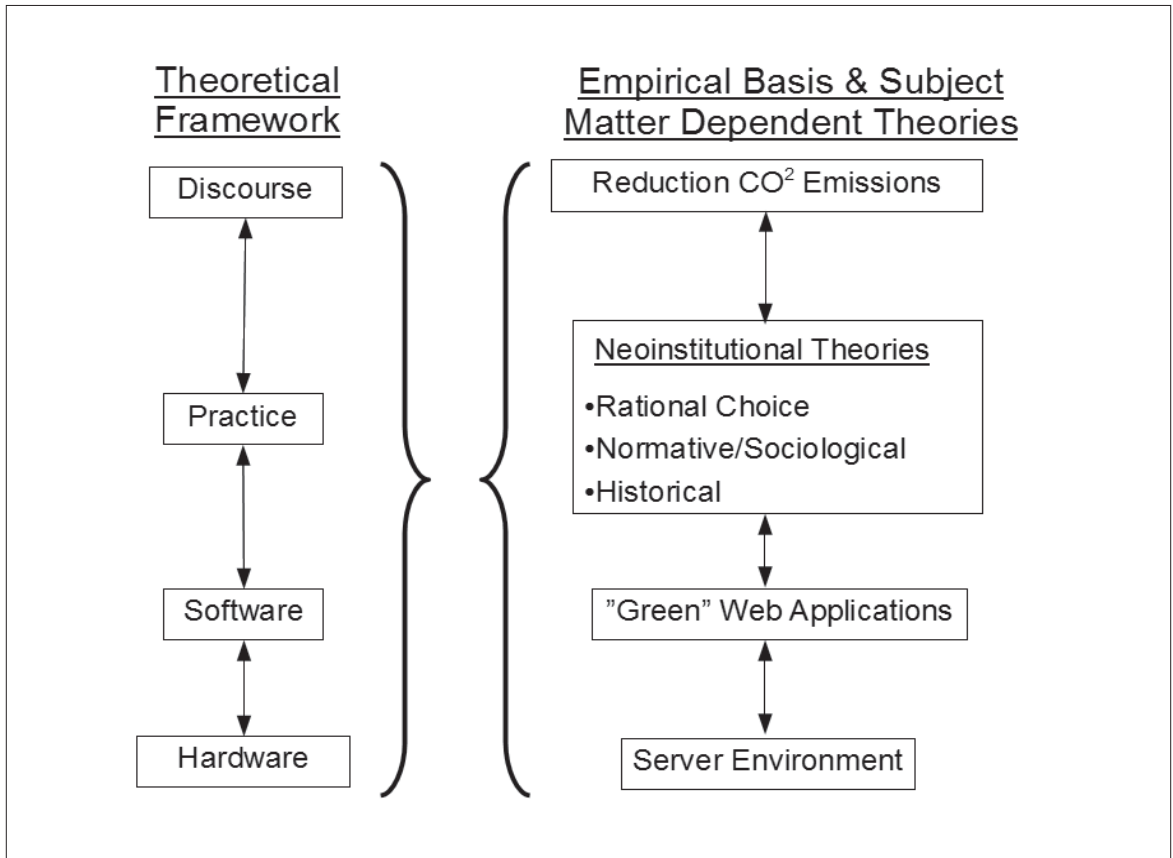 Theoretical
Framework
Discourse
Practice
Software
Hardware
Empirical Basis & Subject
Matter Dependent Theories
Reduction CO² Emissions
Neoinstitutional Theories
•Rational Choice
•Normative/Sociological
•Historical
”Green” Web Applications
Server Environment